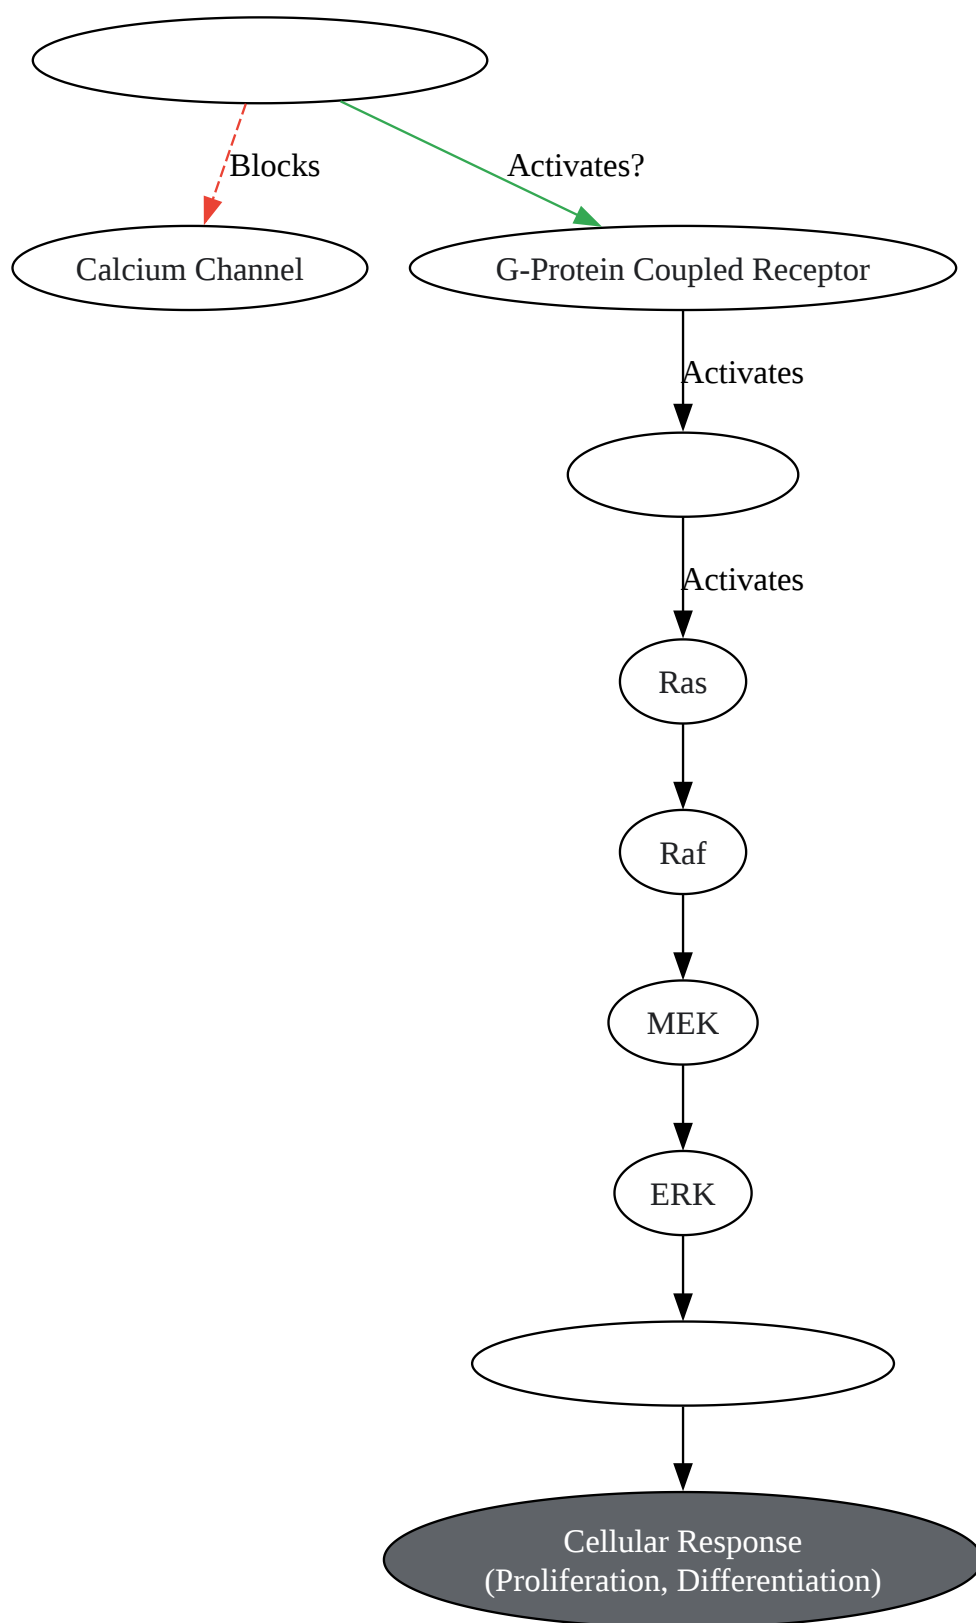 Blocks
Activates?
Calcium Channel
G-Protein Coupled Receptor
Activates
Activates
Ras
Raf
MEK
ERK
Cellular Response
(Proliferation, Differentiation)